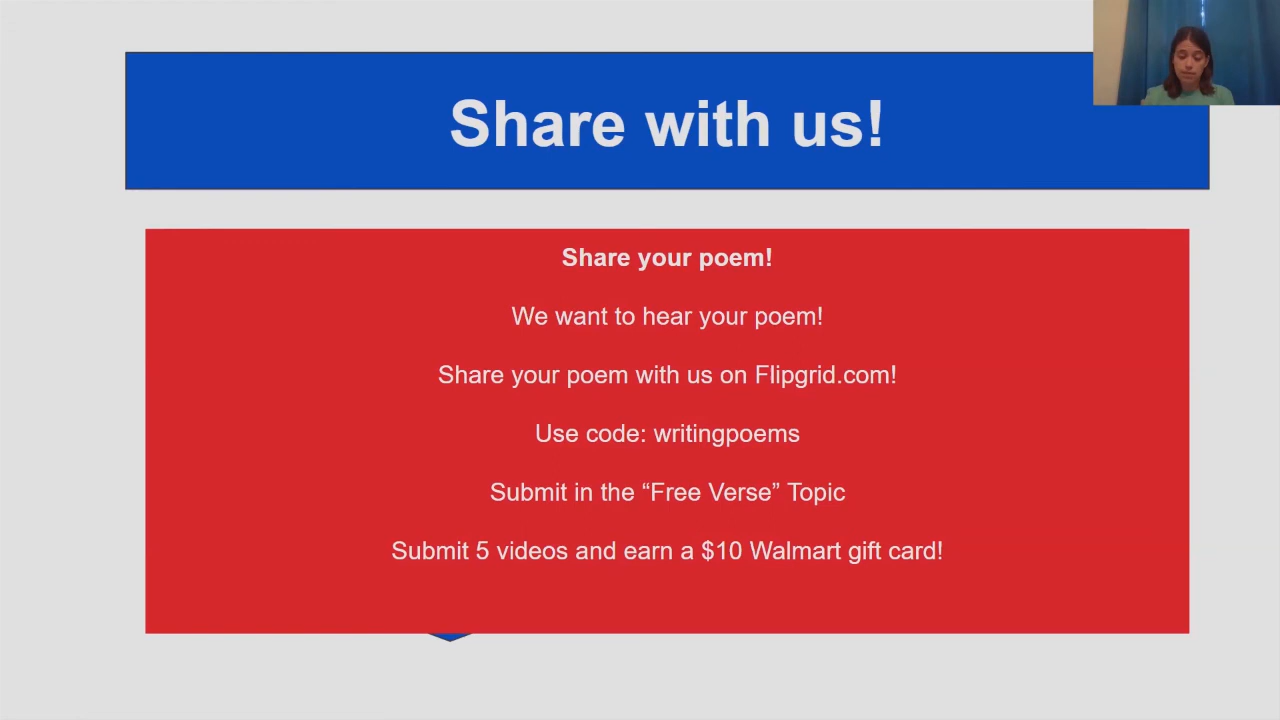 Share with us!
Share your poem!
We want to hear your poem!
Share your poem with us on Flipgrid.com!
Use code: writingpoems
Submit in the “Free Verse” Topic
Submit 5 videos and earn a $10 Walmart gift card!